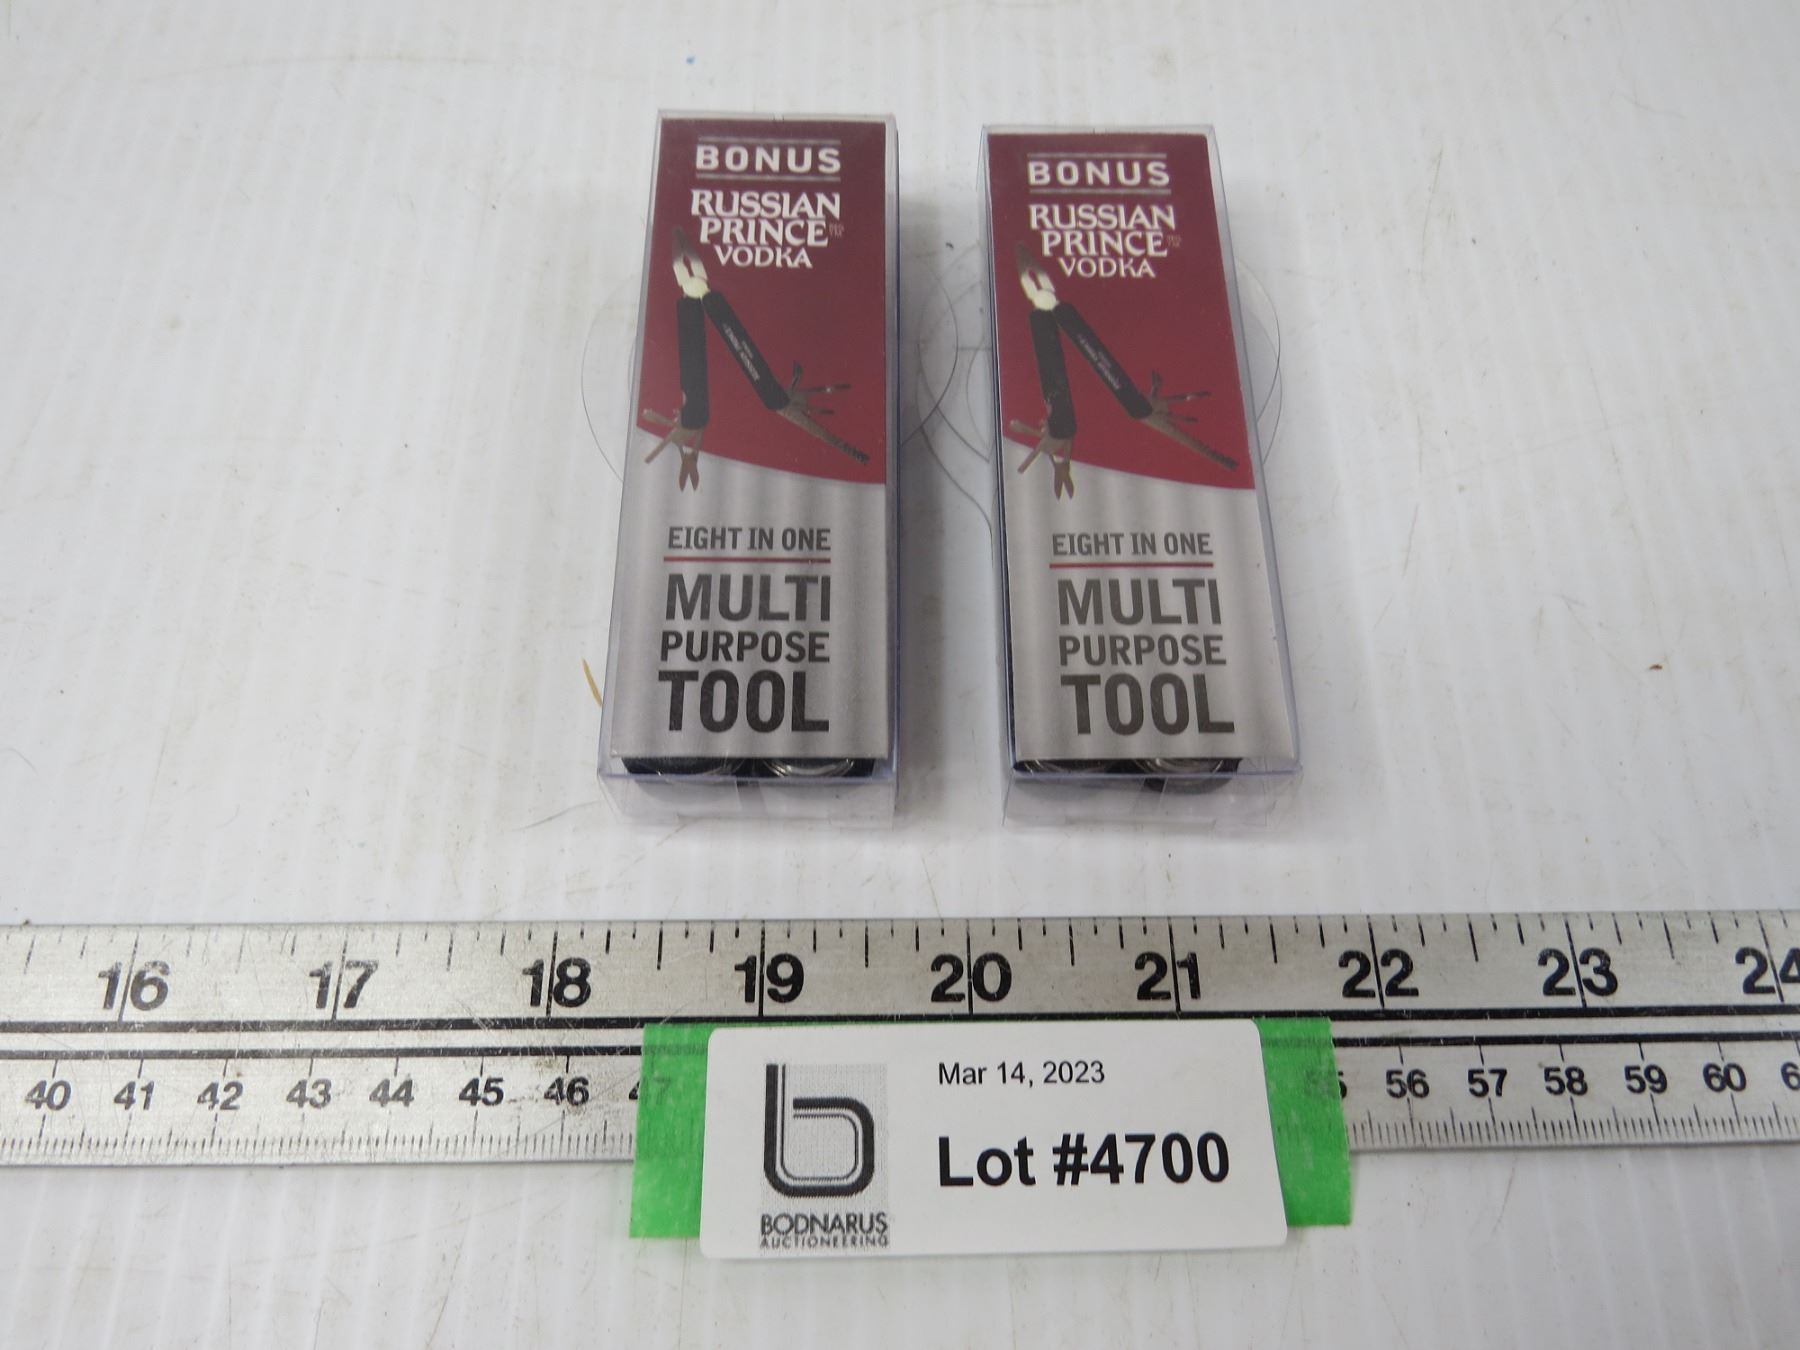 BONUS
RUSSIAN
PRINCE
VODKA
EIGHT IN ONE
MULTI
PURPOSE
TOOL
BONUS
RUSSIAN
PRINCE
VODKA
EIGHT IN ONE
MULTI
PURPOSE
TOOL
16 17 18 19 20 21 22 23 24
40 41 42 43 44 45 46 47 56 57 58 59 60
Mar 14, 2023
Lot #4700
BODNARUS
AUCTIONEERING